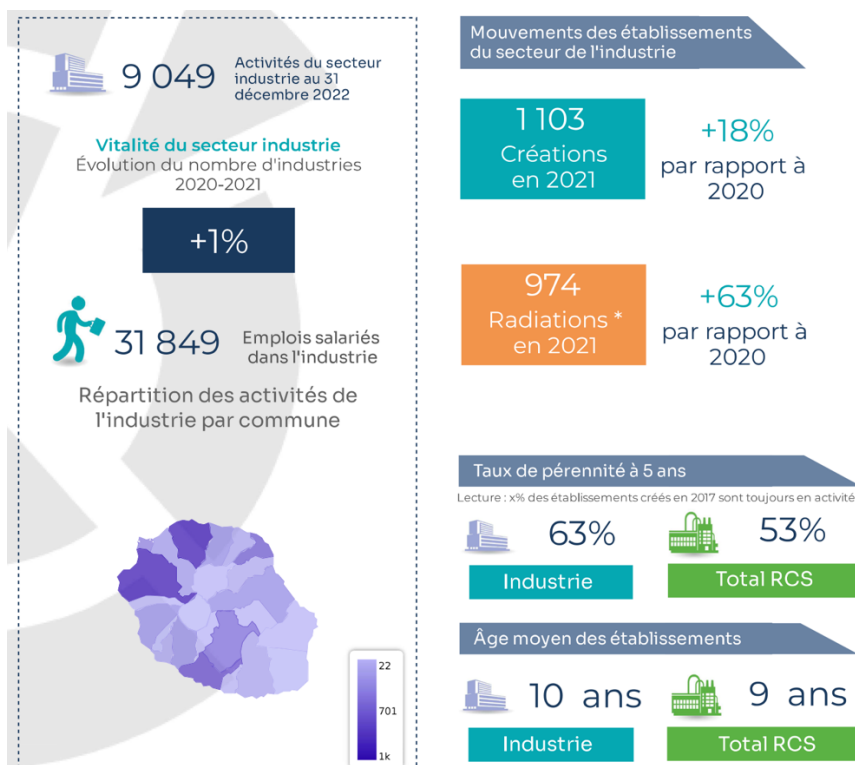 9 049
Activités du secteur
industrie au 31
décembre 2022
Vitalité du secteur industrie
Évolution du nombre d'industries
2020-2021
+1%
31 849
Emplois salariés
dans l'industrie
Répartition des activités de
l'industrie par commune
22
701
1k
Mouvements des établissements
du secteur de l'industrie
1 103
Créations
en 2021
+18%
par rapport à
2020
974
Radiations *
en 2021
+63%
par rapport à
2020
Taux de pérennité à 5 ans
Lecture : x% des établissements créés en 2017 sont toujours en activité
63%
Industrie
53%
Total RCS
Âge moyen des établissements
10 ans
Industrie
9 ans
Total RCS